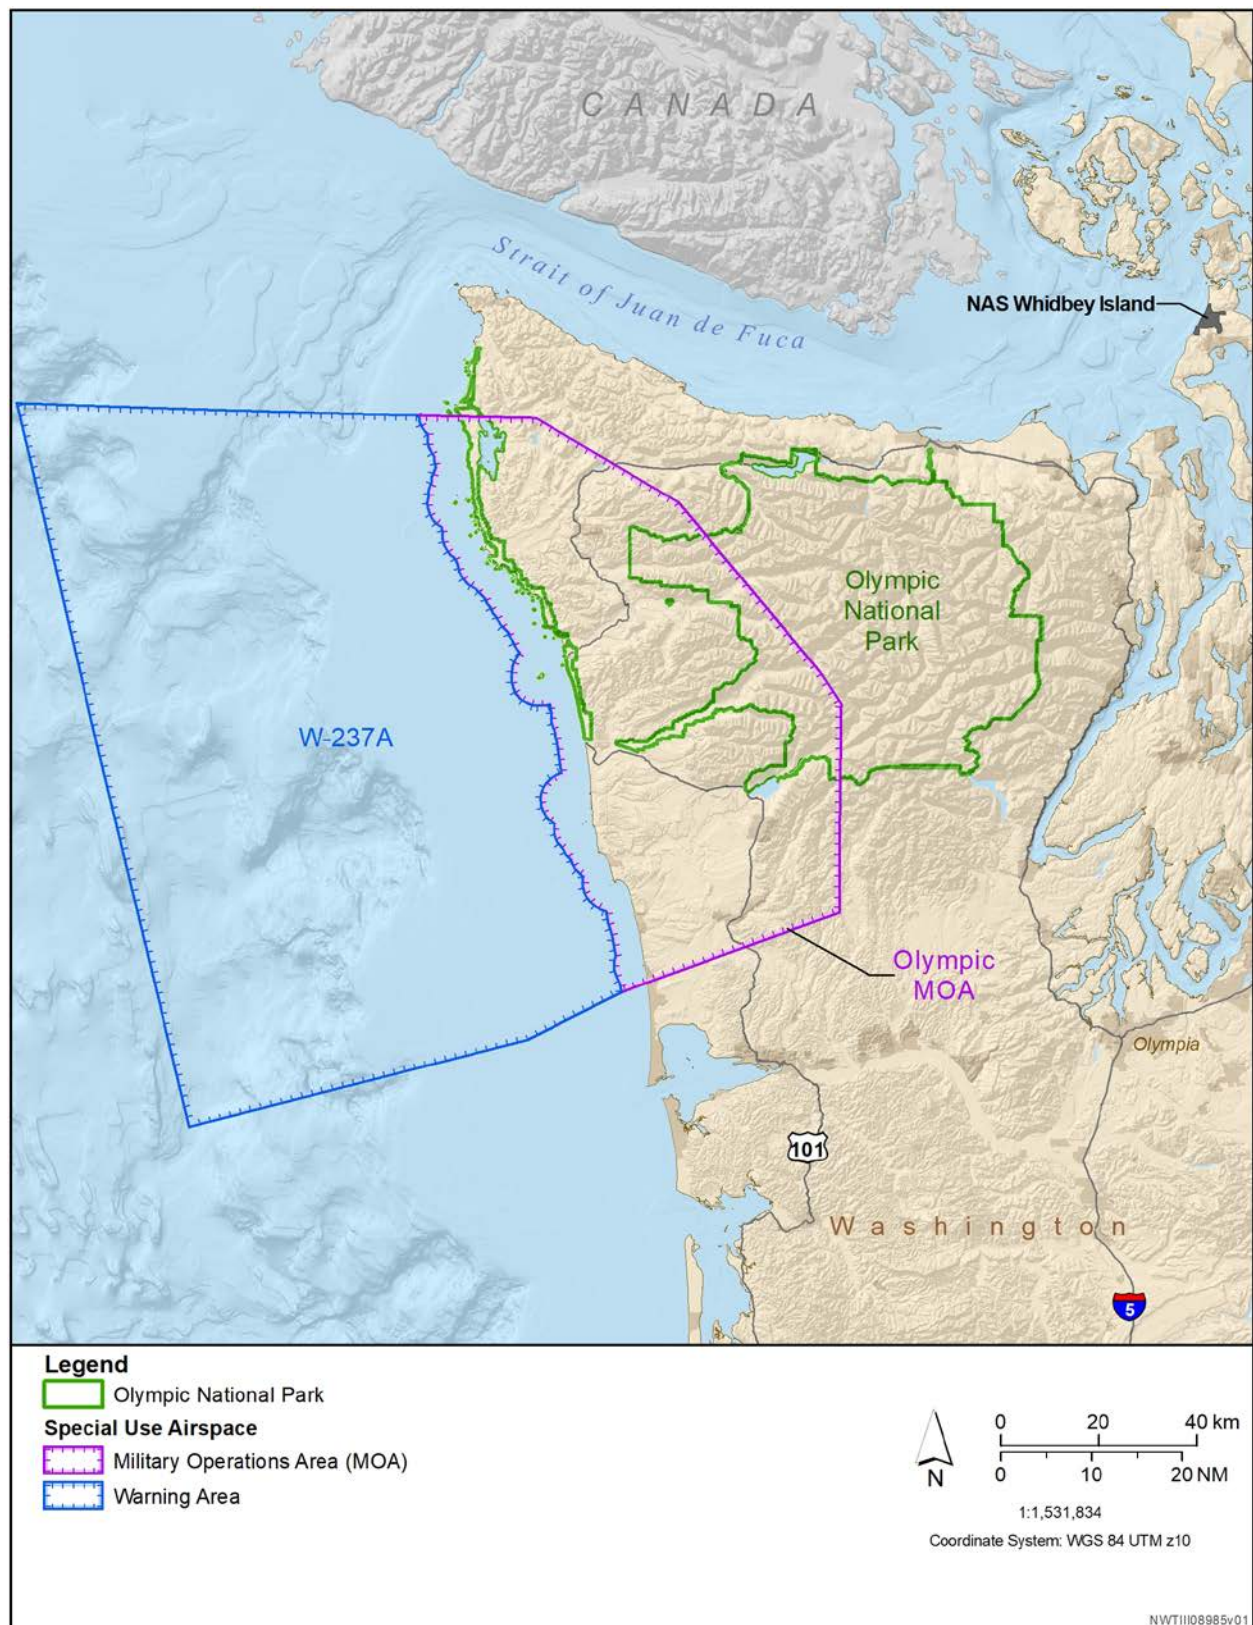 CANADA
Strait of Juan de Fuca
NAS Whidbey Island
Olympic
National
Park
W-237A
Olympic
MOA
Olympia
101
Washington
5
Legend
Olympic National Park
Special Use Airspace
Military Operations Area (MOA)
Warning Area
0 20 40 km
0 10 20 NM
N
1:1,531,834
Coordinate System: WGS 84 UTM z10
NWTIII08985v01